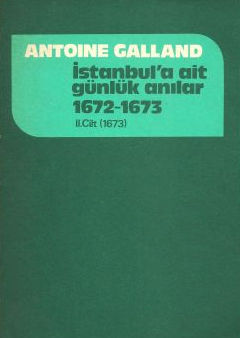 ANTOINE GALLAND
İstanbul'a ait
günlük anılar
1672-1673
II.Cilt (1673)